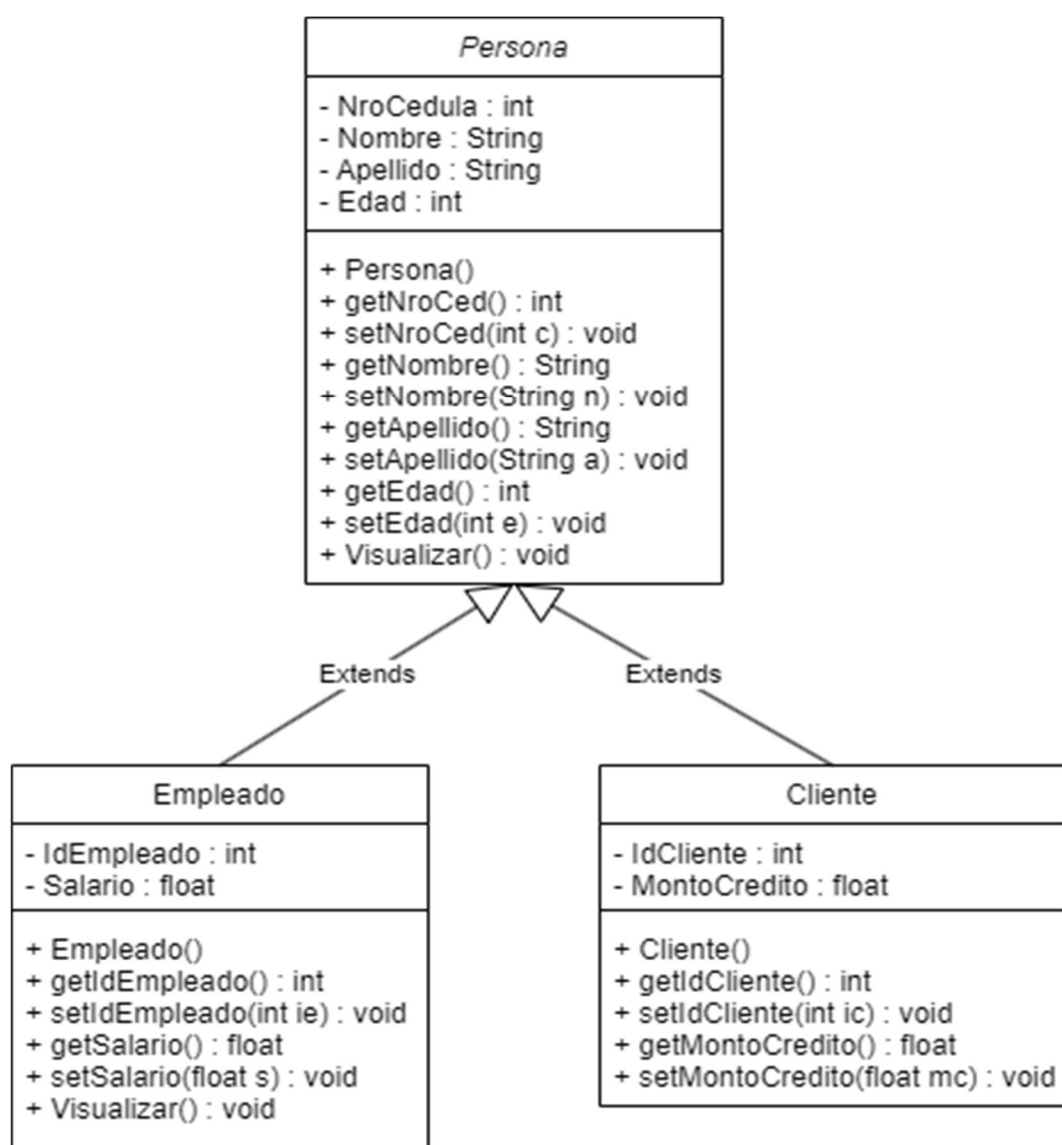 Persona
- NroCedula : int
- Nombre : String
- Apellido : String
- Edad : int
+ Persona()
+ getNroCed() : int
+ setNroCed(int c) : void
+ getNombre() : String
+ setNombre(String n) : void
+ getApellido() : String
+ setApellido(String a) : void
+ getEdad() : int
+ setEdad(int e) : void
+ Visualizar() : void
Extends
Extends
Empleado
- IdEmpleado : int
- Salario : float
+ Empleado()
+ getIdEmpleado() : int
+ setIdEmpleado(int ie) : void
+ getSalario() : float
+ setSalario(float s) : void
+ Visualizar() : void
Cliente
- IdCliente : int
- MontoCredito : float
+ Cliente()
+ getIdCliente() : int
+ setIdCliente(int ic) : void
+ getMontoCredito() : float
+ setMontoCredito(float mc) : void